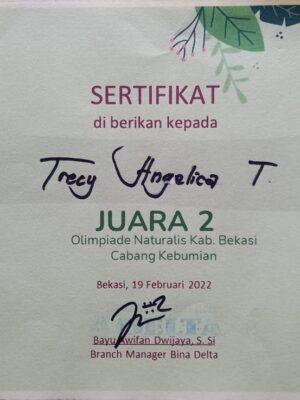 SERTIFIKAT
di berikan kepada
Trecy Angelica T.
JUARA 2
Olimpiade Naturalis Kab. Bekasi
Cabang Kebumian
Bekasi, 19 Februari 2022
Bayu Awifan Dwijaya, S. Si
Branch Manager Bina Delta